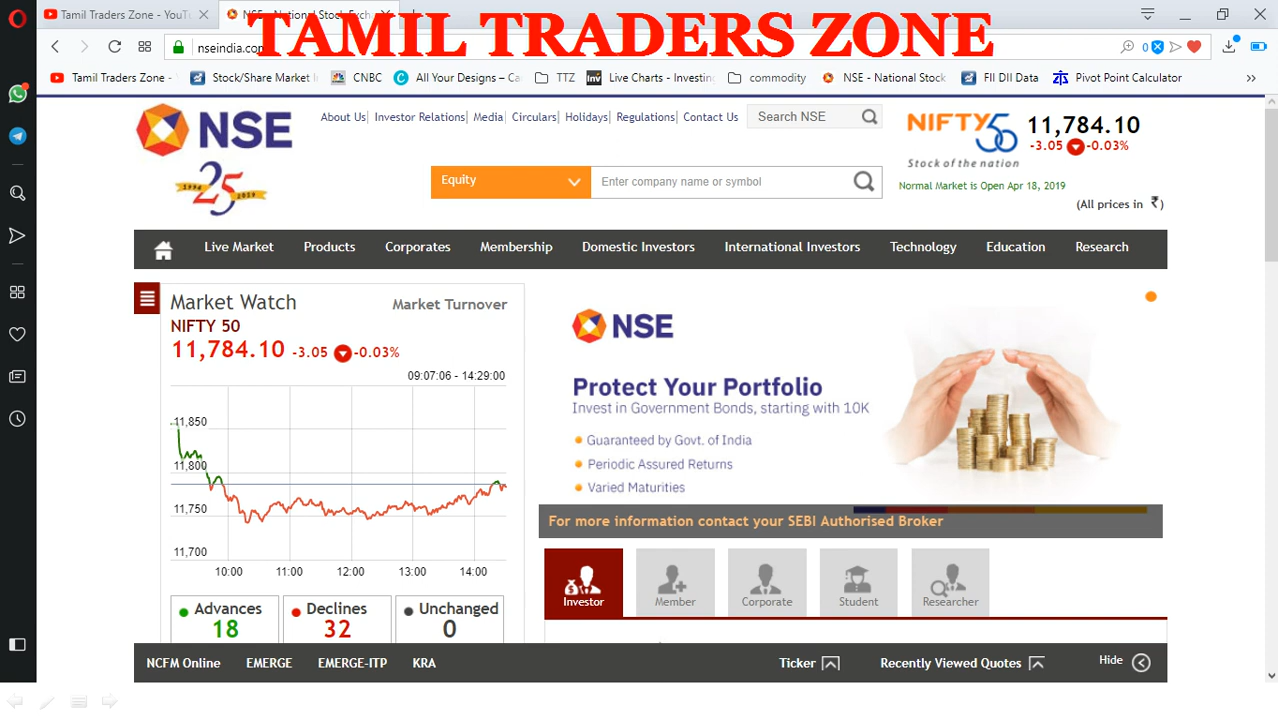 TAMIL TRADERS ZONE
Tamil Traders Zone - YouTu
NSE - National Stock Exch
nseindia.com
0
Tamil Traders Zone -
Stock/Share Market I
CNBC
All Your Designs – Ca
TTZ
Inv
Live Charts - Investin
commodity
NSE - National Stock
FII DII Data
Pivot Point Calculator
NSE
1994 25 2019
About Us| Investor Relations| Media| Circulars| Holidays| Regulations| Contact Us
Search NSE
Equity
Enter company name or symbol
NIFTY 50
Stock of the nation
11,784.10
-3.05 -0.03%
Normal Market is Open Apr 18, 2019
(All prices in ₹)
Live Market Products Corporates Membership Domestic Investors International Investors Technology Education Research
Market Watch
Market Turnover
NIFTY 50
11,784.10 -3.05 -0.03%
09:07:06 - 14:29:00
11,850
11,800
11,750
11,700
10:00 11:00 12:00 13:00 14:00
Advances
18
Declines
32
Unchanged
0
NSE
Protect Your Portfolio
Invest in Government Bonds, starting with 10K
Guaranteed by Govt. of India
Periodic Assured Returns
Varied Maturities
For more information contact your SEBI Authorised Broker
Investor
Member
Corporate
Student
Researcher
NCFM Online EMERGE EMERGE-ITP KRA
Ticker
Recently Viewed Quotes
Hide